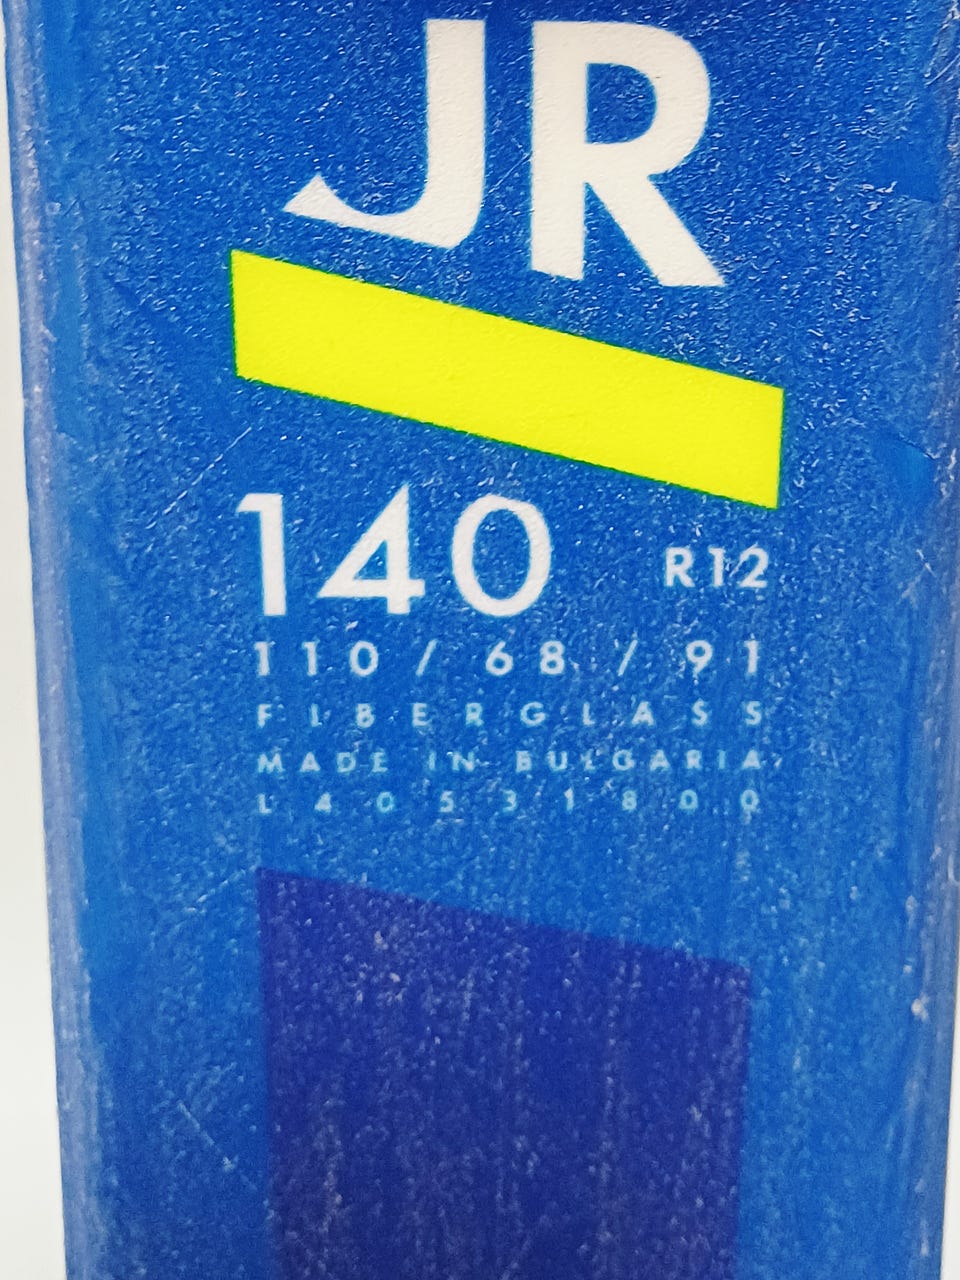 JR
140 R12
110 / 68 / 91
FIBERGLASS
MADE IN BULGARIA
L40531800